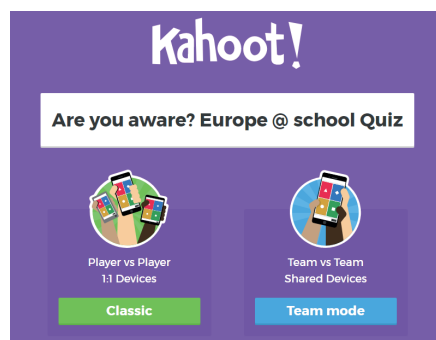 Kahoot!
Are you aware? Europe @ school Quiz
Player vs Player
1:1 Devices
Classic
Team vs Team
Shared Devices
Team mode